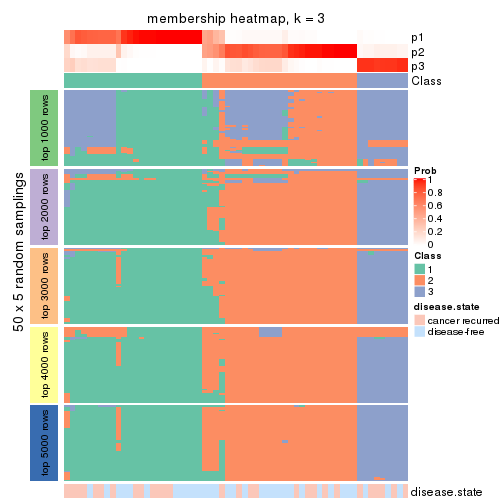 membership heatmap, k = 3
p1
p2
p3
Class
50 x 5 random samplings
top 1000 rows
top 2000 rows
top 3000 rows
top 4000 rows
top 5000 rows
Prob
1
0.8
0.6
0.4
0.2
0
Class
1
2
3
disease.state
cancer recurred
disease-free
disease.state